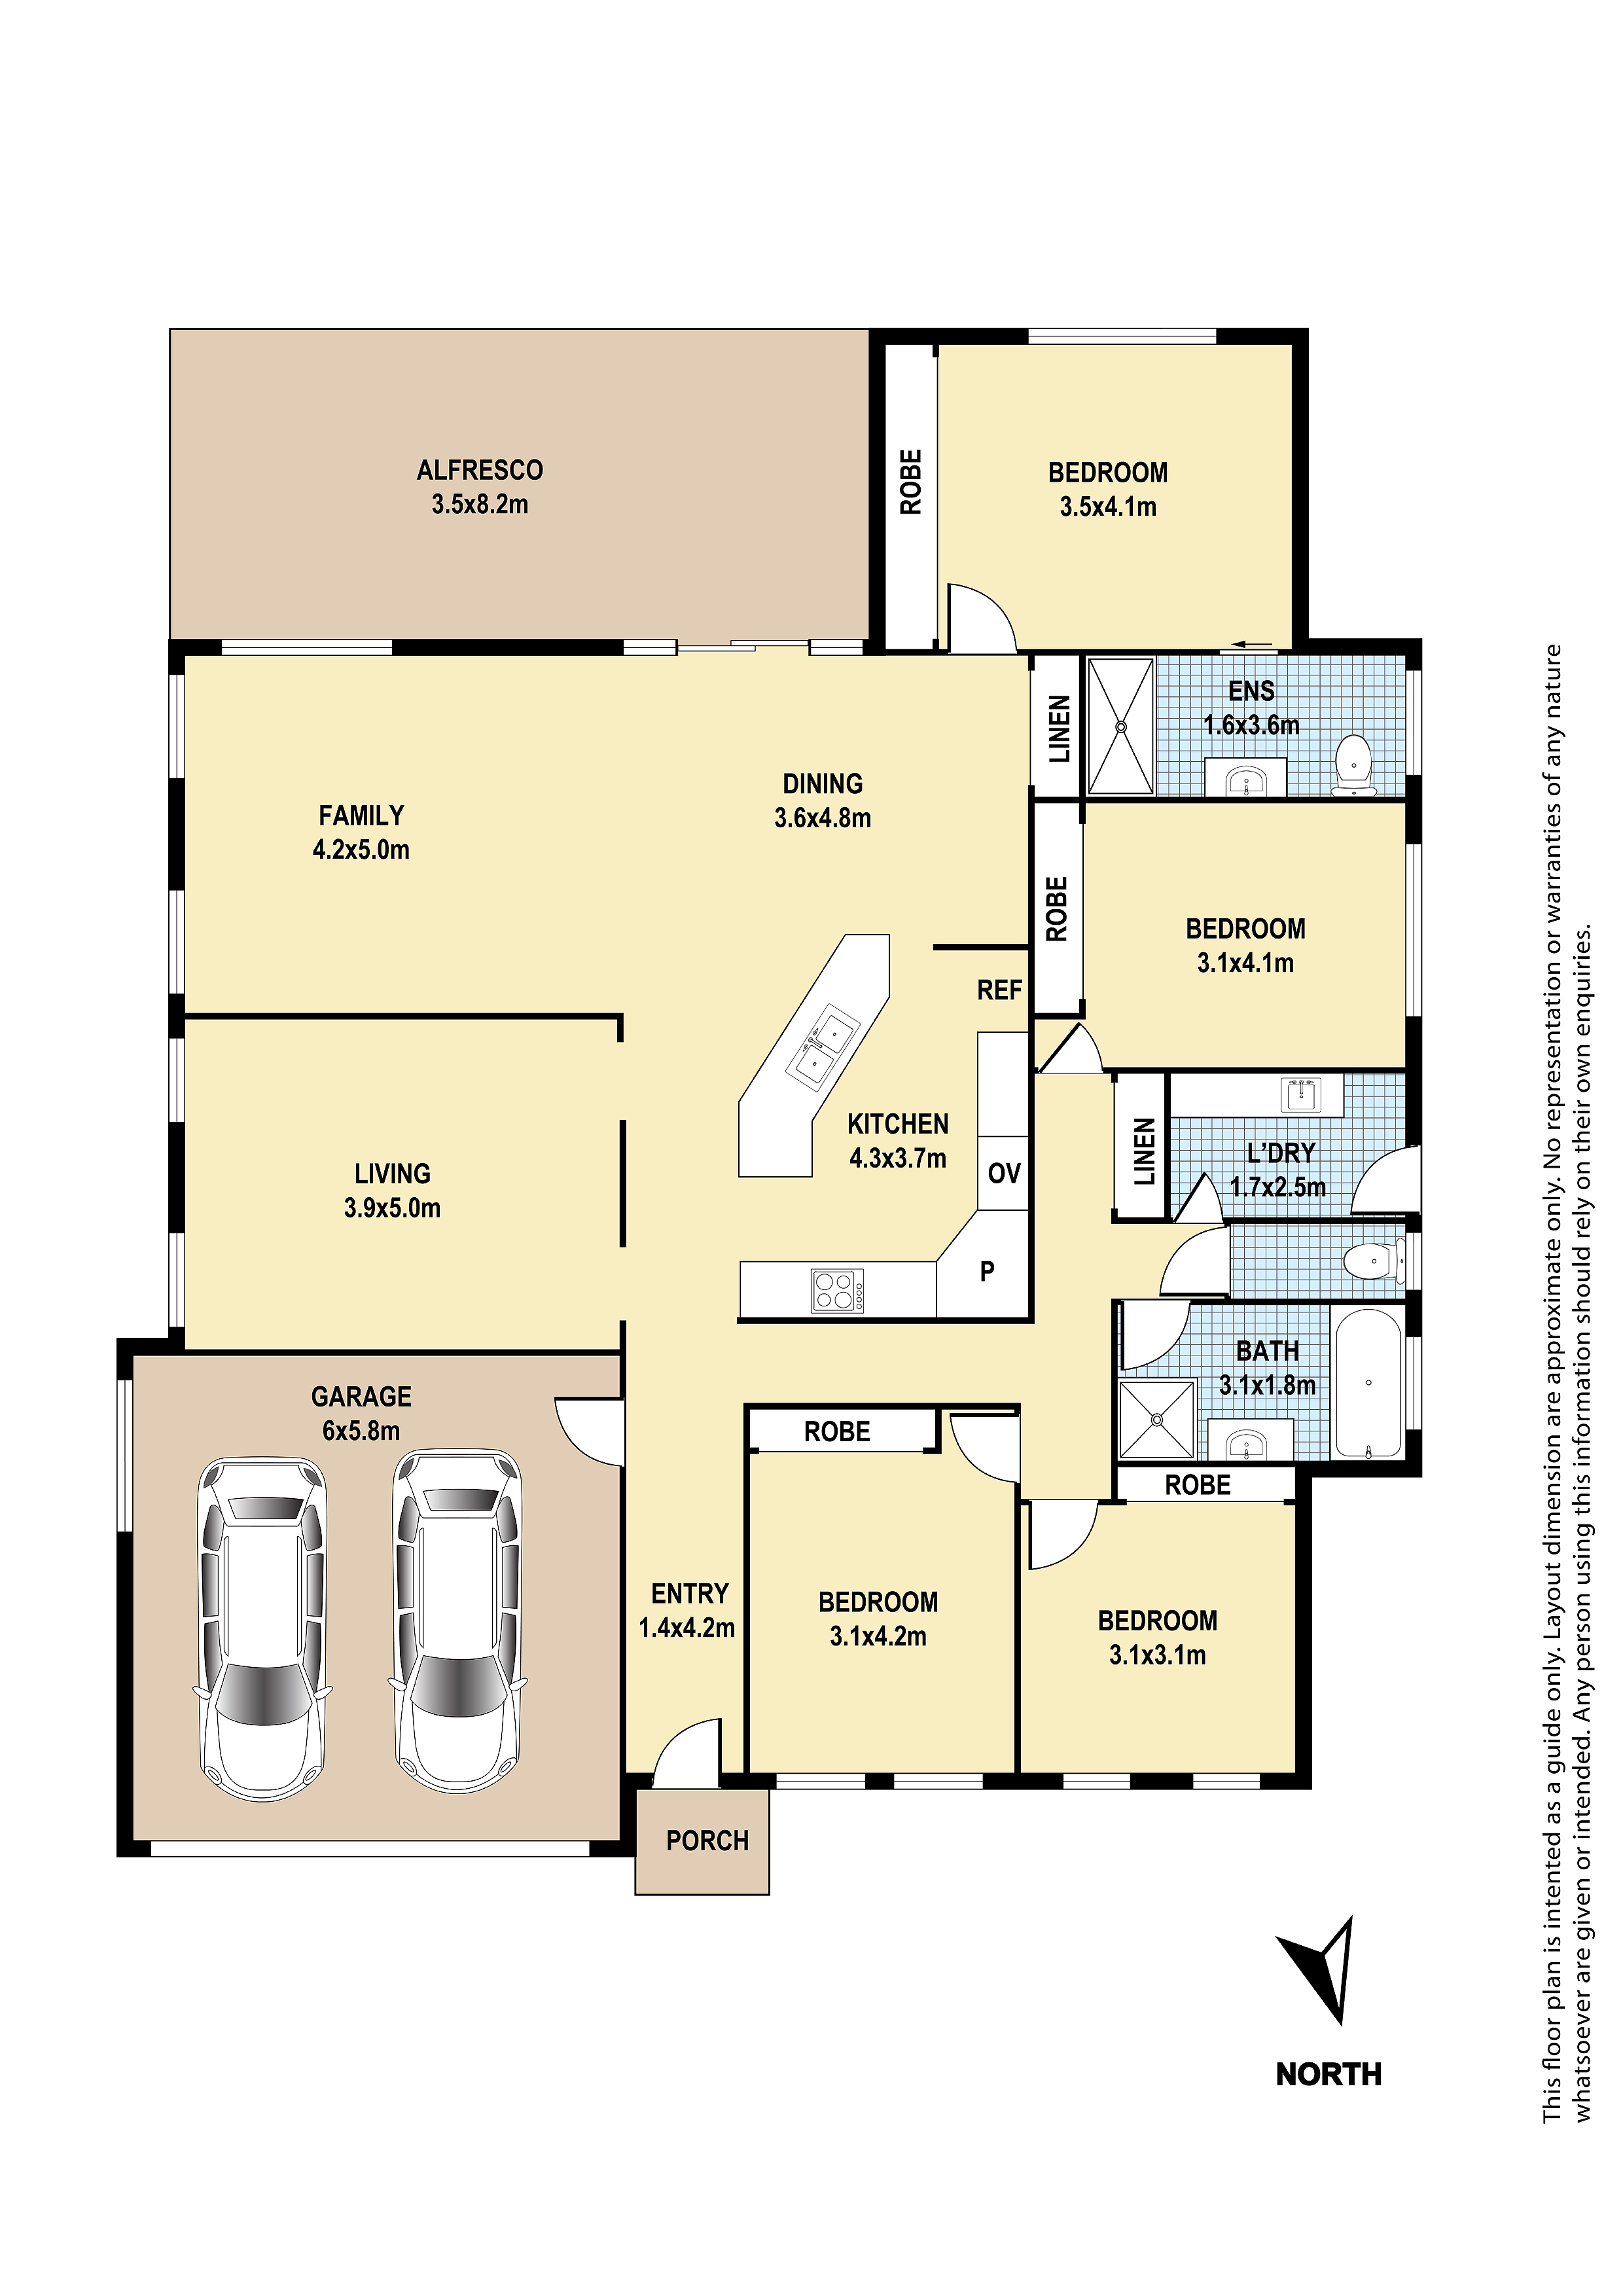 ALFRESCO
3.5x8.2m
ROBE
BEDROOM
3.5x4.1m
ENS
1.6x3.6m
LINEN
DINING
3.6x4.8m
FAMILY
4.2x5.0m
ROBE
BEDROOM
3.1x4.1m
REF
KITCHEN
4.3x3.7m
OV
P
LINEN
L'DRY
1.7x2.5m
LIVING
3.9x5.0m
BATH
3.1x1.8m
GARAGE
6x5.8m
ROBE
ROBE
ENTRY
1.4x4.2m
BEDROOM
3.1x4.2m
BEDROOM
3.1x3.1m
PORCH
NORTH
This floor plan is intented as a guide only. Layout dimension are approximate only. No representation or warranties of any nature
whatsoever are given or intended. Any person using this information should rely on their own enquiries.